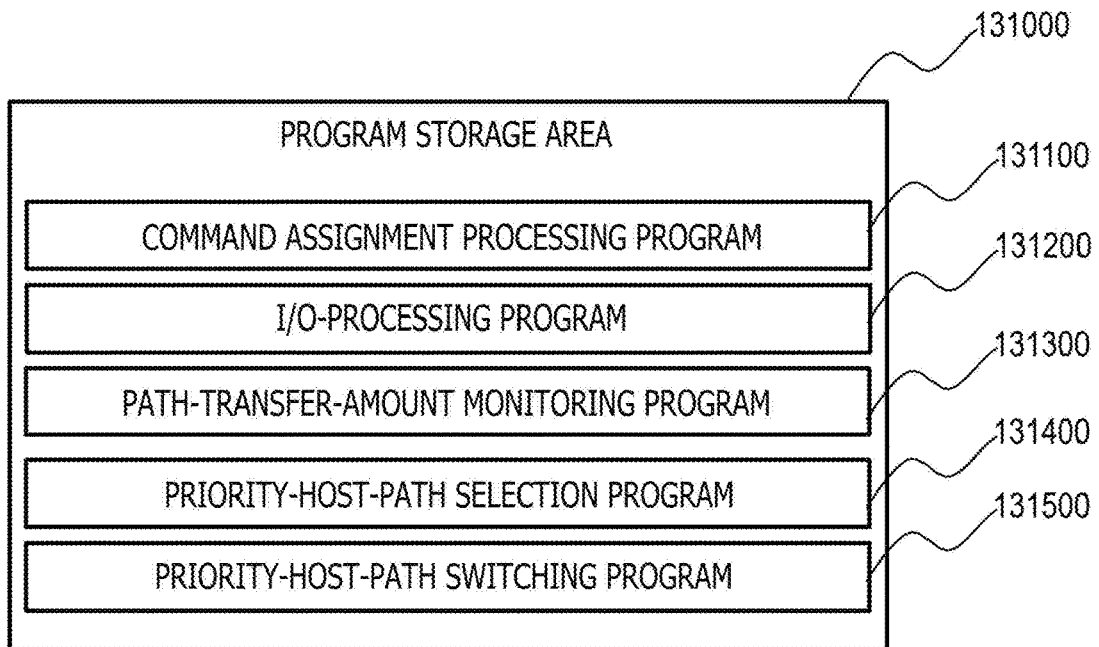 131000
PROGRAM STORAGE AREA
131100
COMMAND ASSIGNMENT PROCESSING PROGRAM
131200
I/O-PROCESSING PROGRAM
131300
PATH-TRANSFER-AMOUNT MONITORING PROGRAM
131400
PRIORITY-HOST-PATH SELECTION PROGRAM
131500
PRIORITY-HOST-PATH SWITCHING PROGRAM